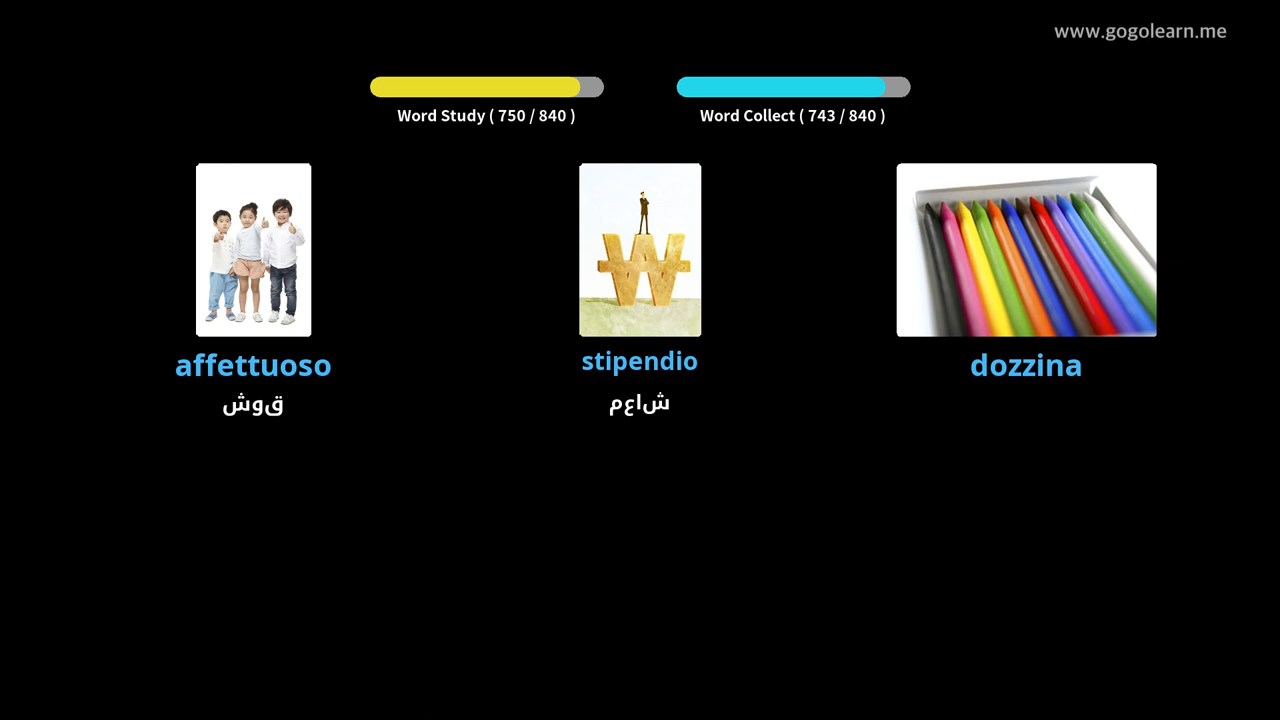 www.gogolearn.me
Word Study ( 750 / 840 )
Word Collect ( 743 / 840 )
affettuoso
قوش
stipendio
شاعم
dozzina